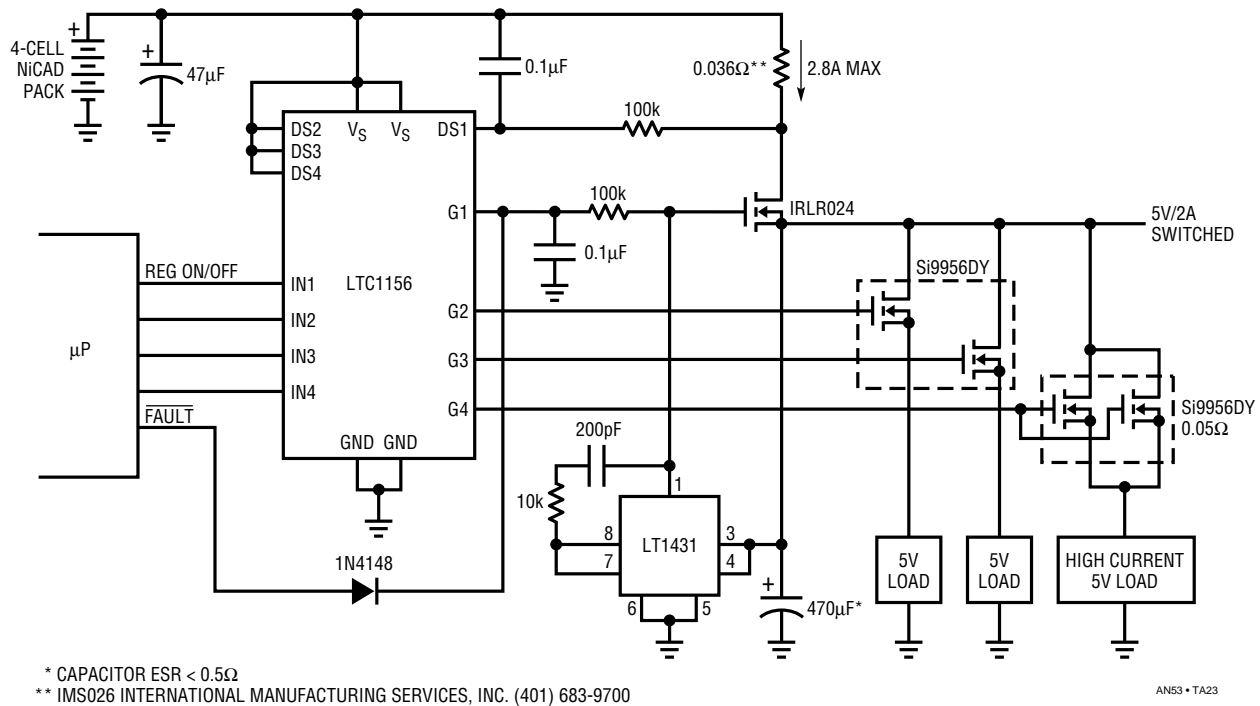 4-CELL
NiCAD
PACK
+
+
47µF
0.1µF
0.036Ω**
2.8A MAX
100k
DS2
VS
VS
DS1
DS3
DS4
100k
G1
IRLR024
5V/2A
SWITCHED
0.1µF
Si9956DY
REG ON/OFF
IN1
LTC1156
G2
µP
IN2
IN3
G3
IN4
G4
Si9956DY
0.05Ω
FAULT
GND GND
200pF
1
10k
8
LT1431
3
7
4
6
5
1N4148
+
470µF*
5V
LOAD
5V
LOAD
HIGH CURRENT
5V LOAD
* CAPACITOR ESR < 0.5Ω
** IMS026 INTERNATIONAL MANUFACTURING SERVICES, INC. (401) 683-9700
AN53 • TA23